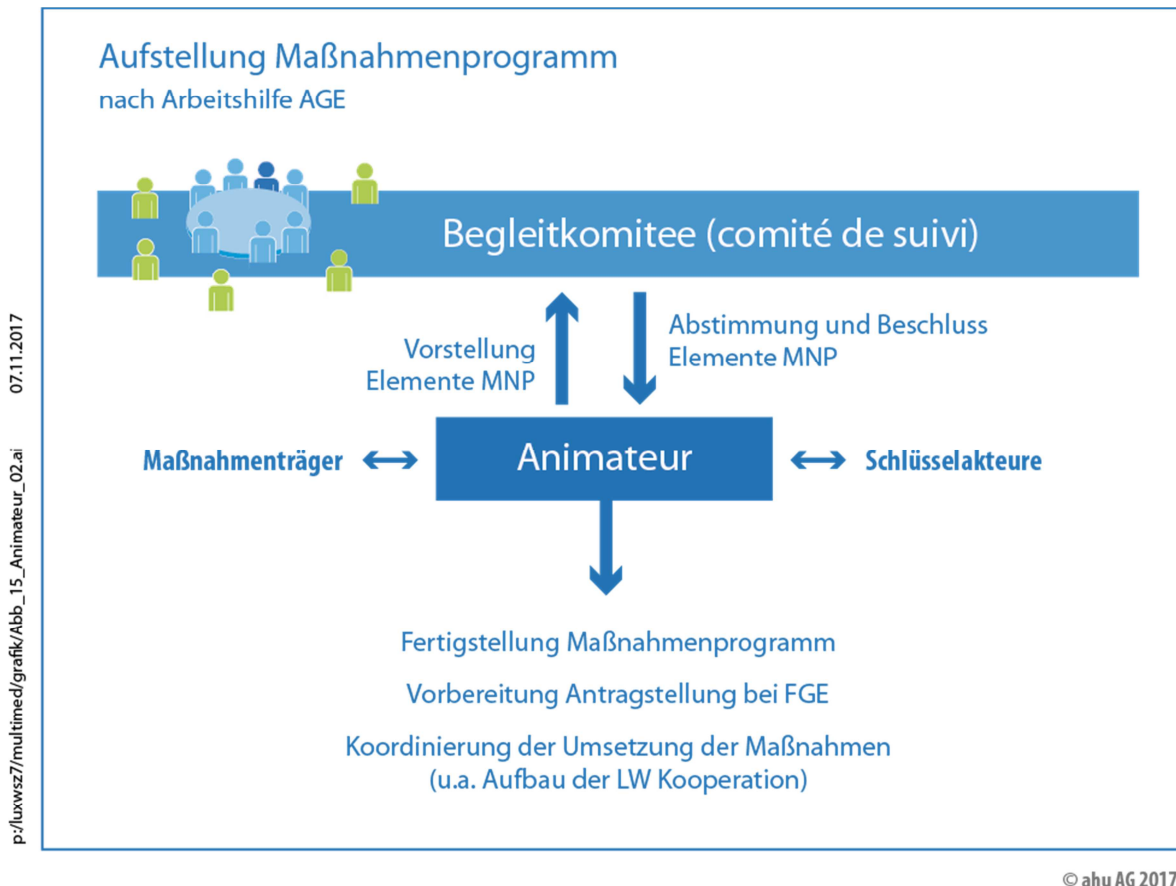 Aufstellung Maßnahmenprogramm
nach Arbeitshilfe AGE
Begleitkomitee (comité de suivi)
Vorstellung
Elemente MNP
Abstimmung und Beschluss
Elemente MNP
Maßnahmenträger
Animateur
Schlüsselakteure
Fertigstellung Maßnahmenprogramm
Vorbereitung Antragstellung bei FGE
Koordinierung der Umsetzung der Maßnahmen
(u.a. Aufbau der LW Kooperation)
p:/luxwsz7/multimed/grafik/Abb_15_Animateur_02.ai 07.11.2017
© ahu AG 2017